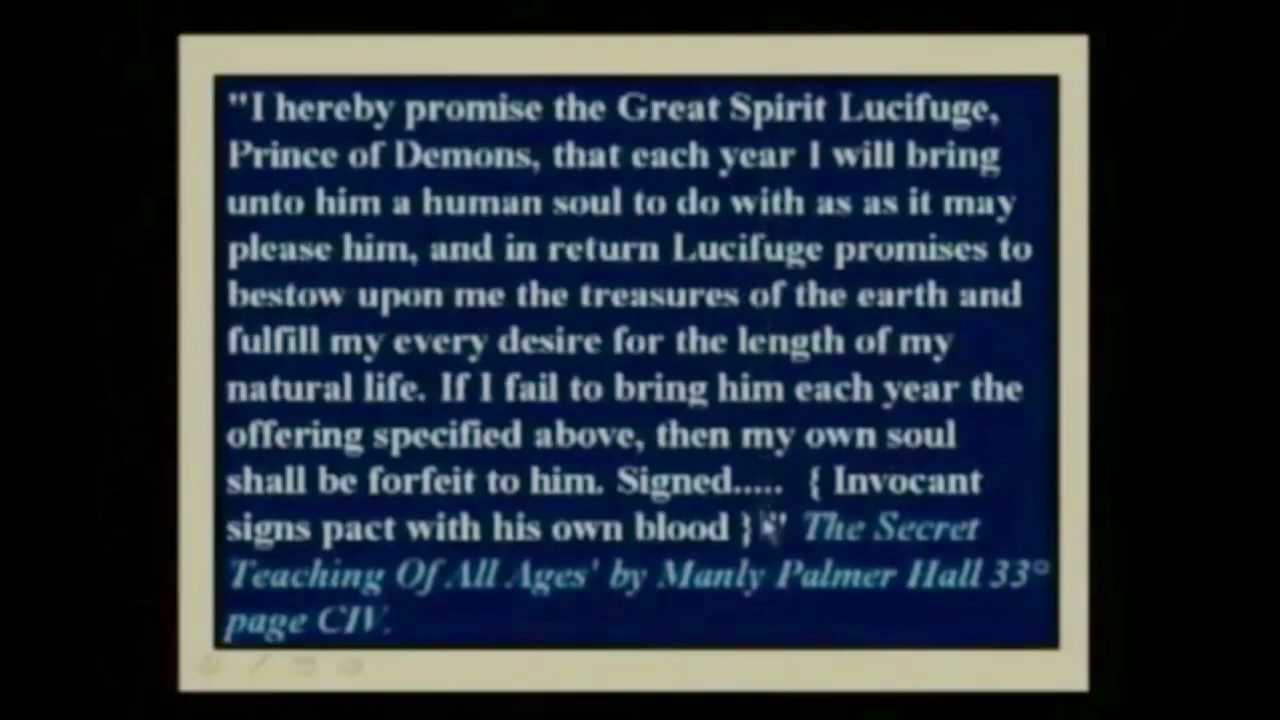 "I hereby promise the Great Spirit Lucifuge,
Prince of Demons, that each year I will bring
unto him a human soul to do with as as it may
please him, and in return Lucifuge promises to
bestow upon me the treasures of the earth and
fulfill my every desire for the length of my
natural life. If I fail to bring him each year the
offering specified above, then my own soul
shall be forfeit to him. Signed..... { Invocant
signs pact with his own blood }" The Secret
Teaching Of All Ages' by Manly Palmer Hall 33°
page CIV.